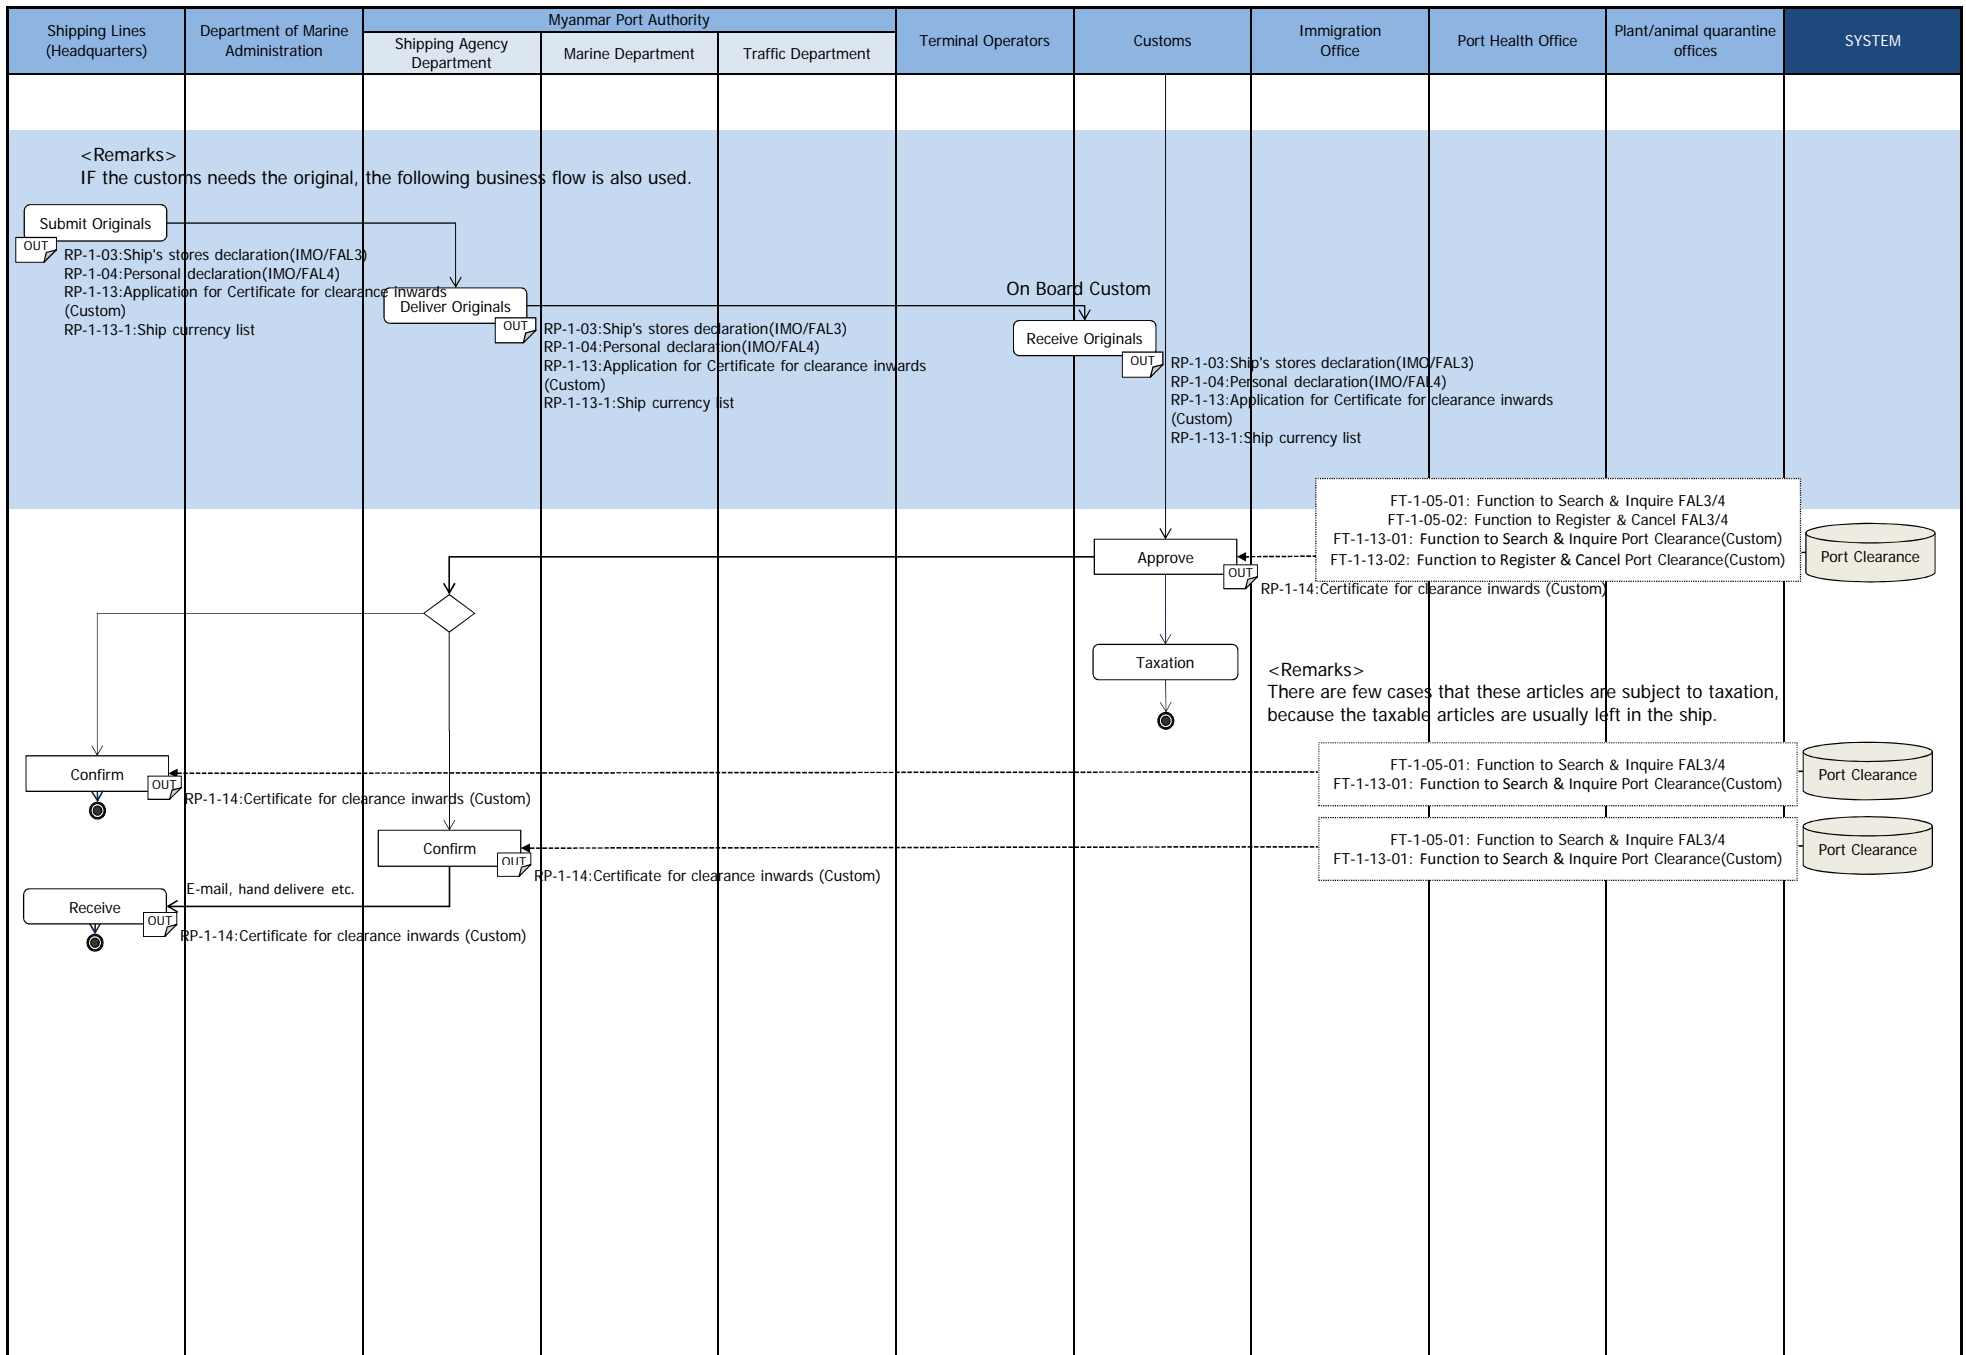 Shipping Lines
(Headquarters)
Department of Marine
Administration
Myanmar Port Authority
Shipping Agency
Department
Marine Department
Traffic Department
Terminal Operators
Customs
Immigration
Office
Port Health Office
Plant/animal quarantine
offices
SYSTEM
<Remarks>
IF the customs needs the original, the following business flow is also used.
Submit Originals
OUT
RP-1-03:Ship's stores declaration(IMO/FAL3)
RP-1-04:Personal declaration(IMO/FAL4)
RP-1-13:Application for Certificate for clearance inwards
(Custom)
RP-1-13-1:Ship currency list
Deliver Originals
OUT
RP-1-03:Ship's stores declaration(IMO/FAL3)
RP-1-04:Personal declaration(IMO/FAL4)
RP-1-13:Application for Certificate for clearance inwards
(Custom)
RP-1-13-1:Ship currency list
On Board Custom
Receive Originals
OUT
RP-1-03:Ship's stores declaration(IMO/FAL3)
RP-1-04:Personal declaration(IMO/FAL4)
RP-1-13:Application for Certificate for clearance inwards
(Custom)
RP-1-13-1:Ship currency list
FT-1-05-01: Function to Search & Inquire FAL3/4
FT-1-05-02: Function to Register & Cancel FAL3/4
FT-1-13-01: Function to Search & Inquire Port Clearance(Custom)
FT-1-13-02: Function to Register & Cancel Port Clearance(Custom)
Port Clearance
Approve
OUT
RP-1-14:Certificate for clearance inwards (Custom)
Taxation
<Remarks>
There are few cases that these articles are subject to taxation,
because the taxable articles are usually left in the ship.
Confirm
OUT
RP-1-14:Certificate for clearance inwards (Custom)
FT-1-05-01: Function to Search & Inquire FAL3/4
FT-1-13-01: Function to Search & Inquire Port Clearance(Custom)
Port Clearance
Confirm
OUT
RP-1-14:Certificate for clearance inwards (Custom)
FT-1-05-01: Function to Search & Inquire FAL3/4
FT-1-13-01: Function to Search & Inquire Port Clearance(Custom)
Port Clearance
E-mail, hand delivere etc.
Receive
OUT
RP-1-14:Certificate for clearance inwards (Custom)